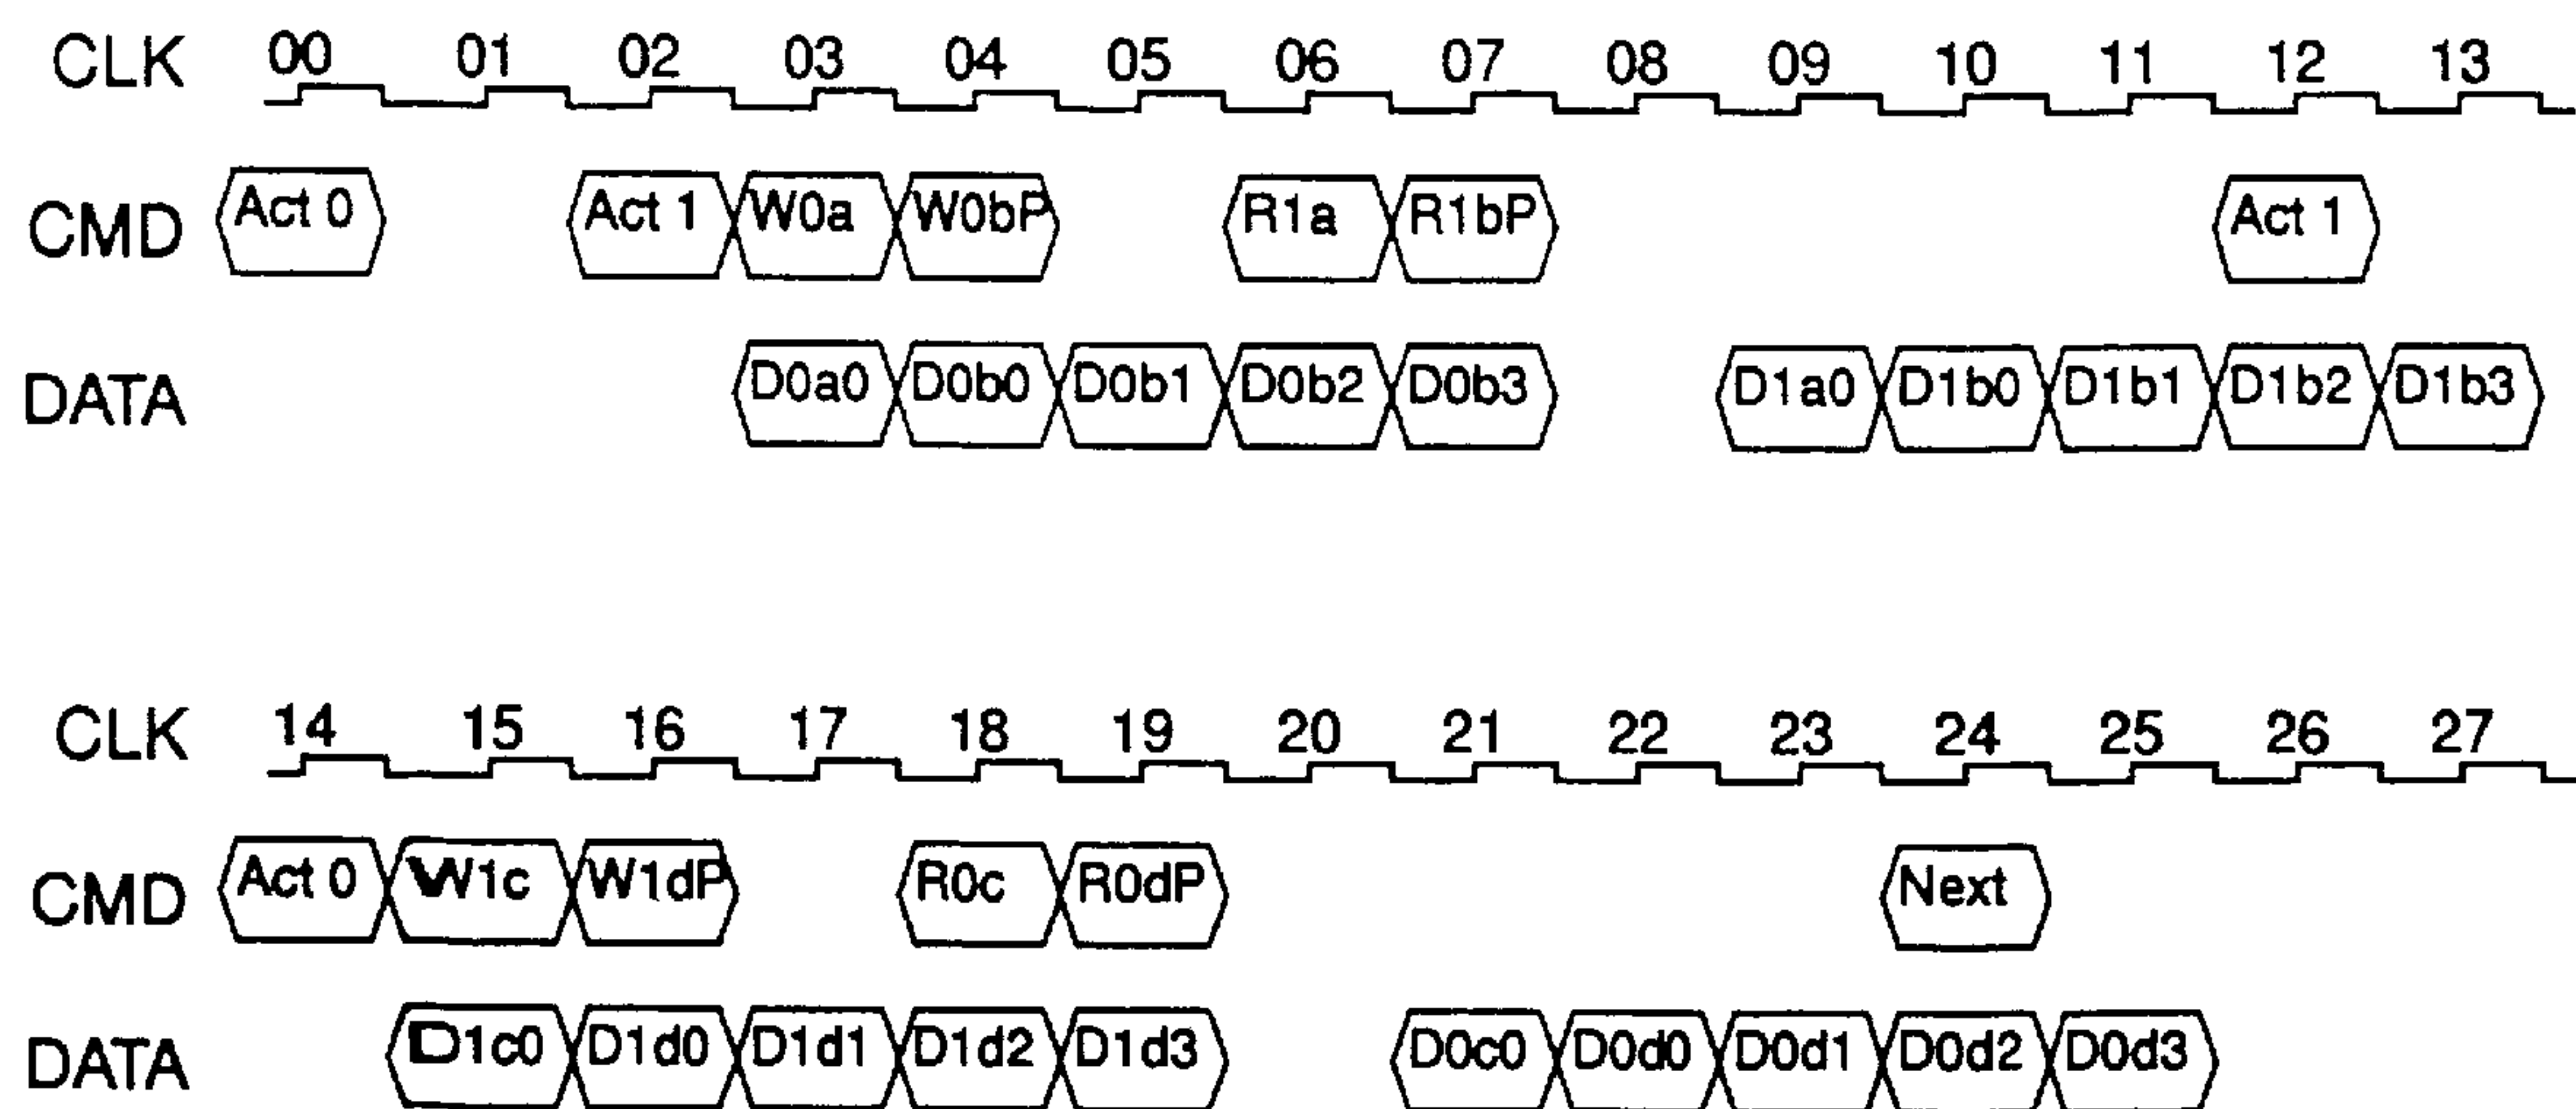 CLK 00 01 02 03 04 05 06 07 08 09 10 11 12 13
CMD Act 0 Act 1 W0a W0bP R1a R1bP Act 1
DATA D0a0 D0b0 D0b1 D0b2 D0b3 D1a0 D1b0 D1b1 D1b2 D1b3
CLK 14 15 16 17 18 19 20 21 22 23 24 25 26 27
CMD Act 0 W1c W1dP R0c R0dP Next
DATA D1c0 D1d0 D1d1 D1d2 D1d3 D0c0 D0d0 D0d1 D0d2 D0d3